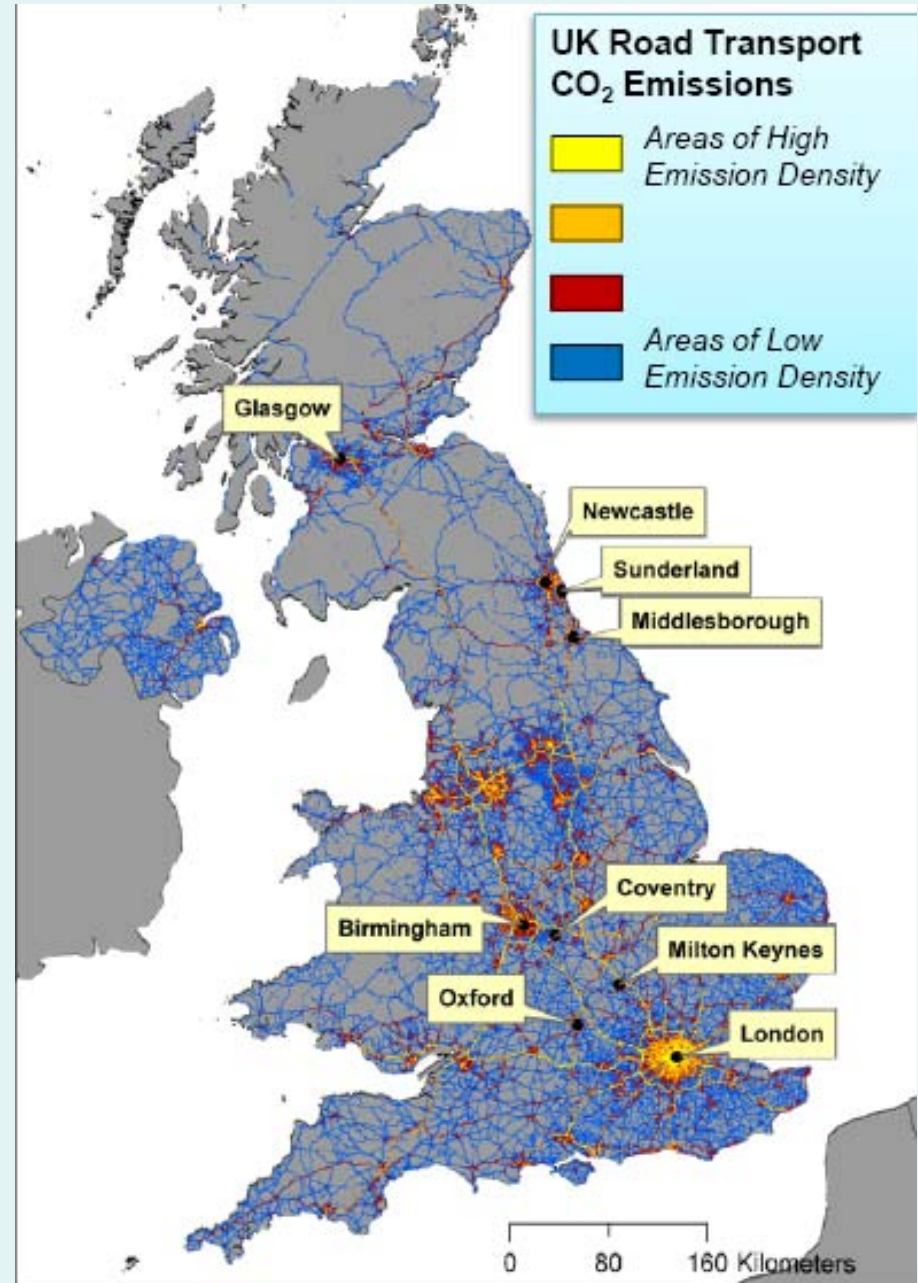 UK Road Transport
CO₂ Emissions
Areas of High
Emission Density
Areas of Low
Emission Density
Glasgow
Newcastle
Sunderland
Middlesborough
Coventry
Birmingham
Milton Keynes
Oxford
London
0 160 Kilometers